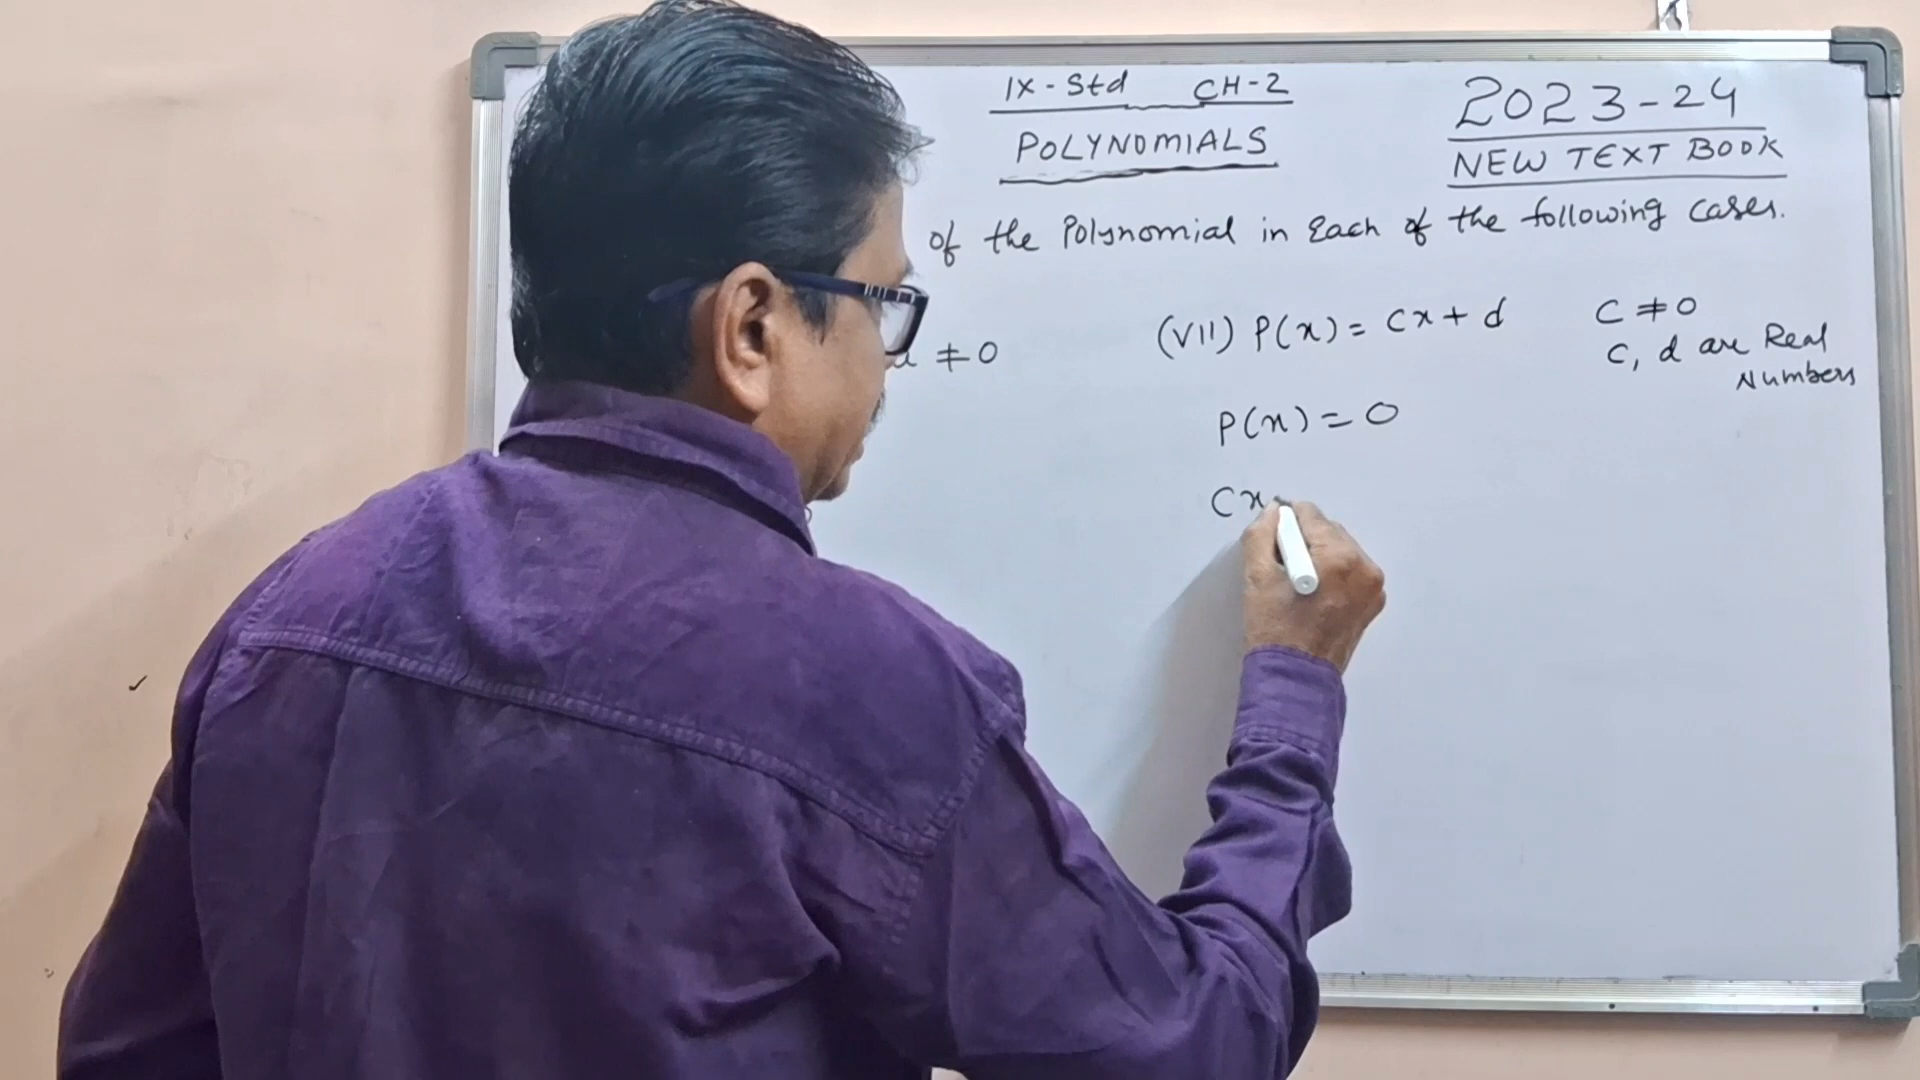 IX - Std CH-2
POLYNOMIALS
2023-24
NEW TEXT BOOK
of the Polynomial in Each of the following cases.
a ≠ 0
(VII) P(x) = Cx + d
C ≠ 0
C, d are Real
Numbers
P(x) = 0
Cx